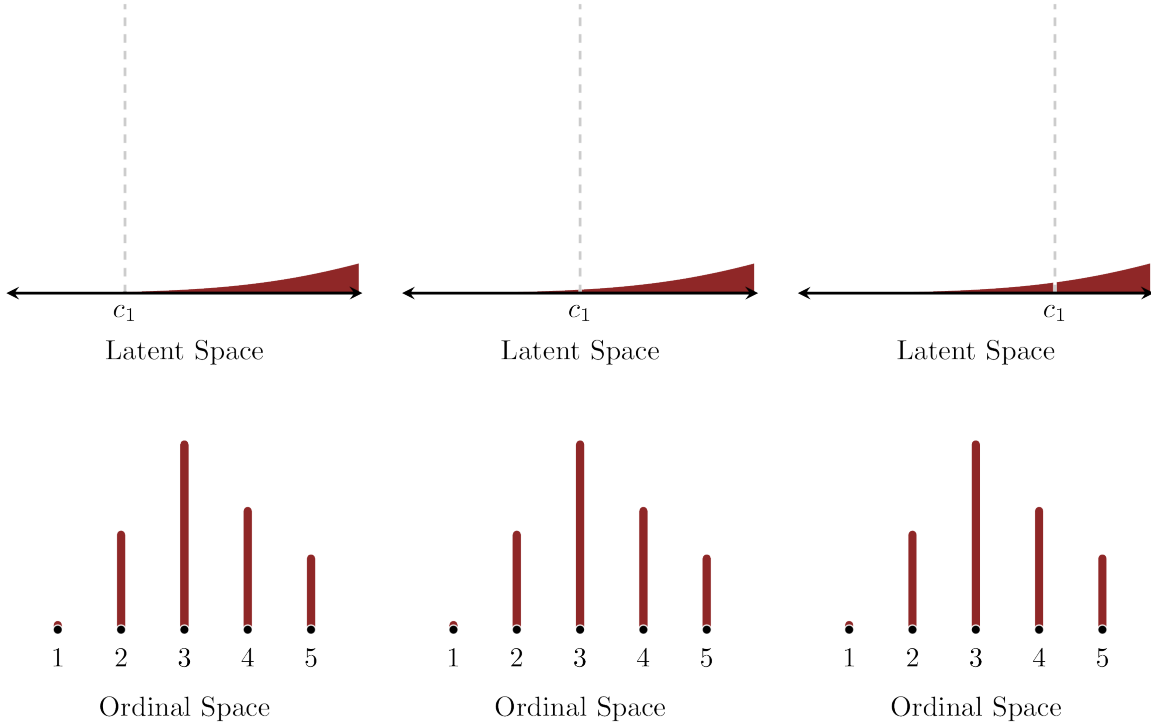 c₁ c₁ c₁
Latent Space Latent Space Latent Space
1 2 3 4 5 1 2 3 4 5 1 2 3 4 5
Ordinal Space Ordinal Space Ordinal Space